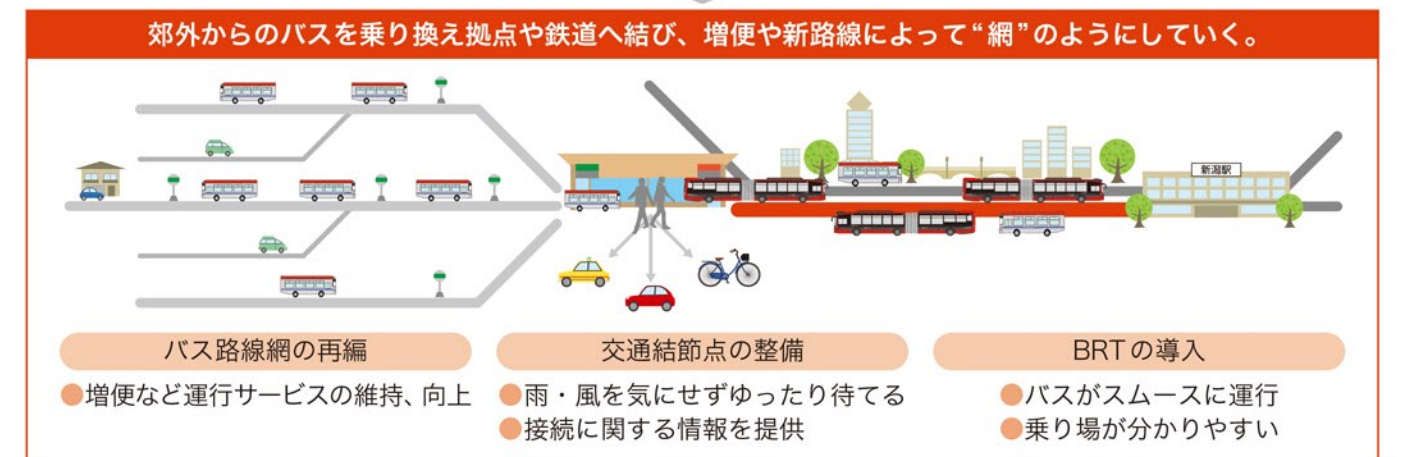 郊外からのバスを乗り換え拠点や鉄道へ結び、増便や新路線によって“網”のようにしていく。
新潟駅
バス路線網の再編
●増便など運行サービスの維持、向上
交通結節点の整備
●雨・風を気にせずゆったり待てる
●接続に関する情報を提供
BRTの導入
●バスがスムースに運行
●乗り場が分かりやすい